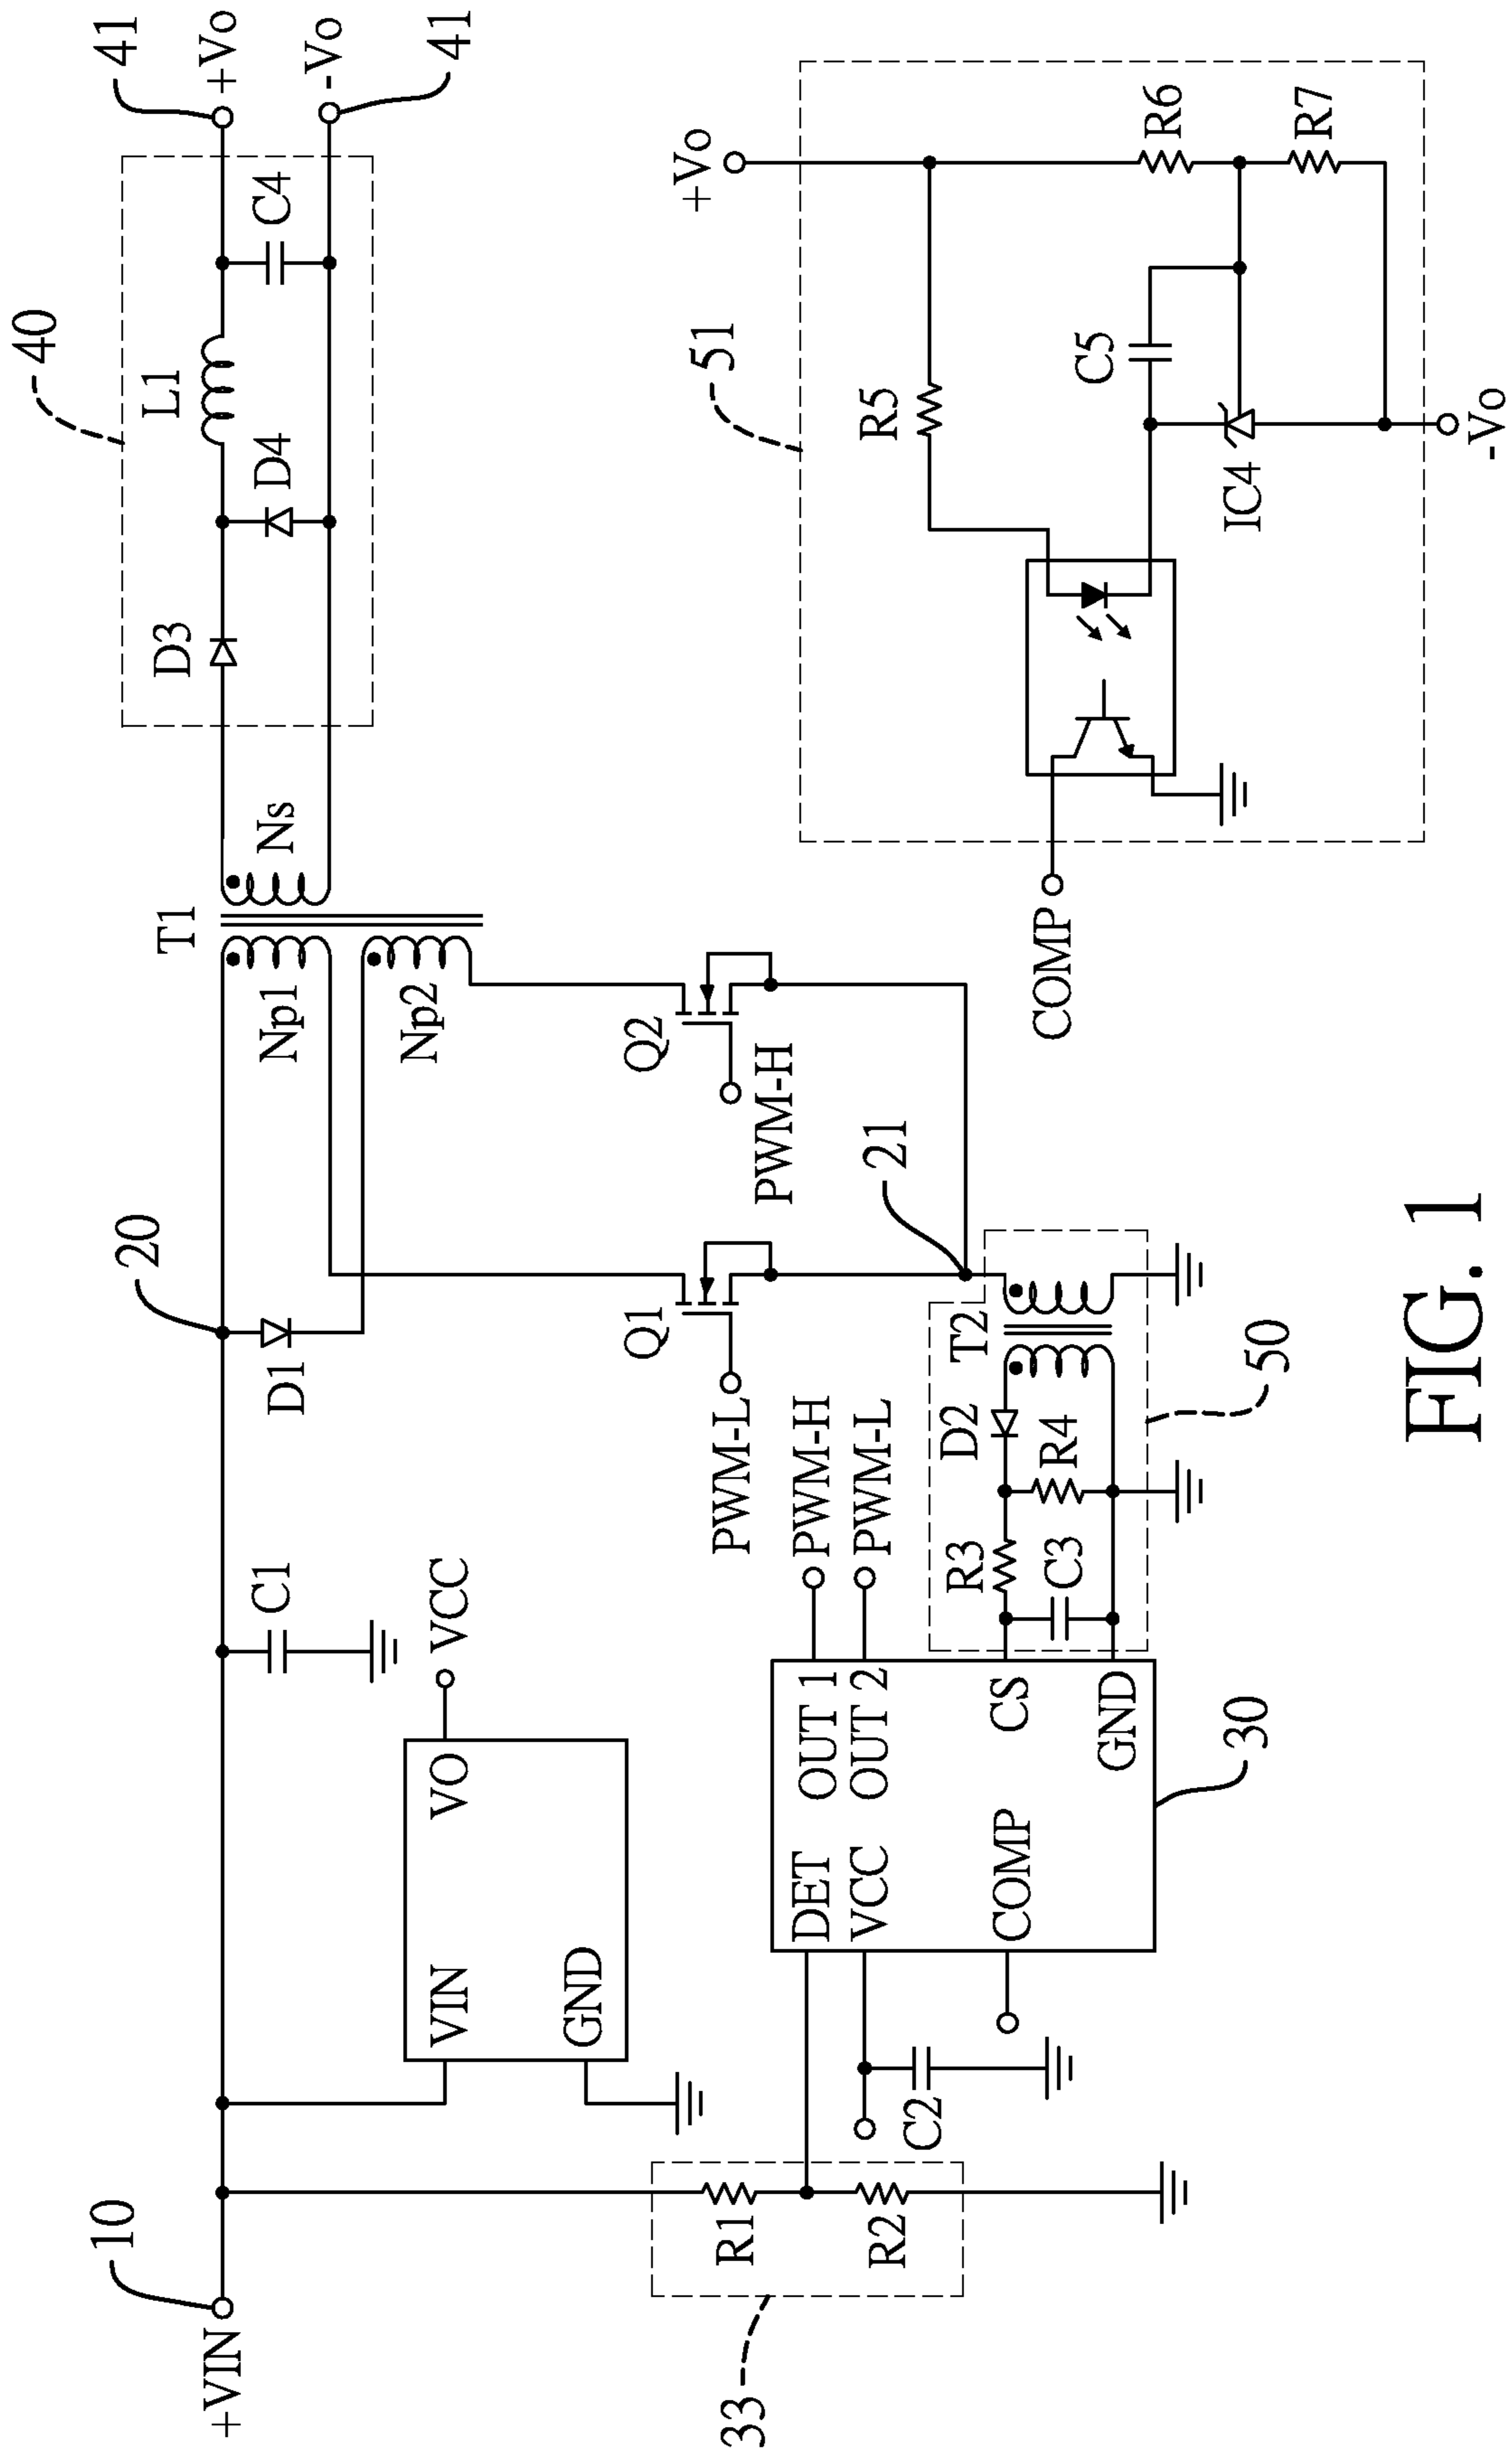 +VIN
10
20
T1
Np1
Np2
Ns
D3
D4
L1
C4
40
41
+Vo
-Vo
41
C1
D1
VIN
VO
GND
VCC
Q1
PWM-L
Q2
PWM-H
21
33
R1
R2
C2
DET
VCC
COMP
OUT 1
OUT 2
CS
GND
30
PWM-H
PWM-L
R3
C3
D2
R4
T2
50
COMP
51
R5
C5
IC4
R6
R7
+Vo
-Vo
FIG. 1